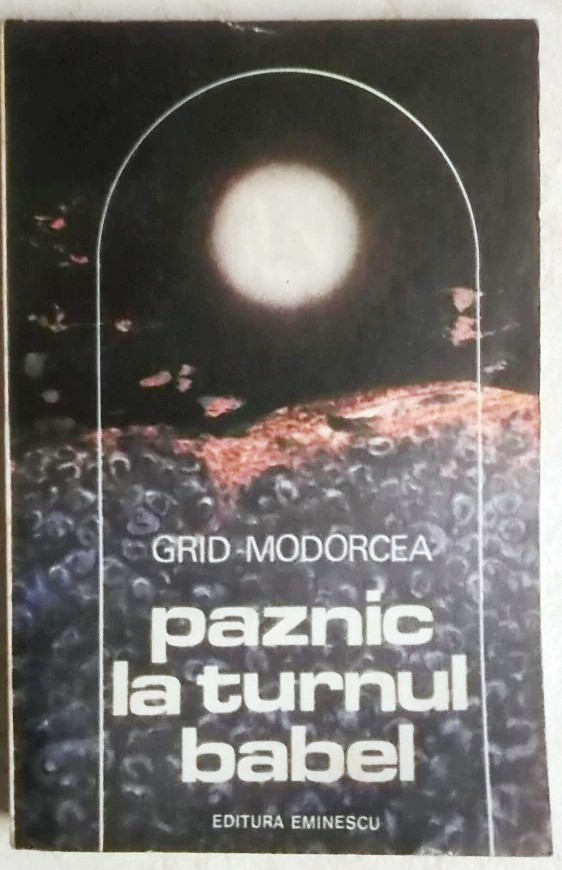 GRID MODORCEA
paznic
la turnul
babel
EDITURA EMINESCU